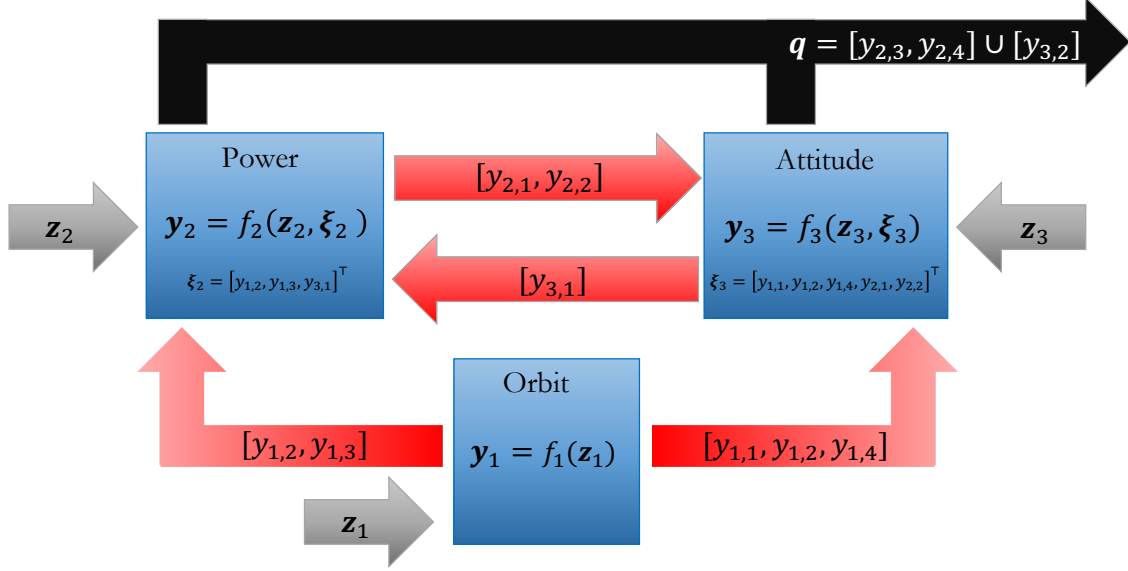 𝒒 = [y₂,₃, y₂,₄] ∪ [y₃,₂]
Power
𝒚₂ = f₂(𝒛₂, 𝝃₂ )
ξ₂ = [y₁,₂, y₁,₃, y₃,₁]ᵀ
[y₂,₁, y₂,₂]
[y₃,₁]
Attitude
𝒚₃ = f₃(𝒛₃, 𝝃₃)
ξ₃ = [y₁,₁, y₁,₂, y₁,₄, y₂,₁, y₂,₂]ᵀ
𝒛₂
𝒛₃
Orbit
𝒚₁ = f₁(𝒛₁)
[y₁,₂, y₁,₃]
[y₁,₁, y₁,₂, y₁,₄]
𝒛₁